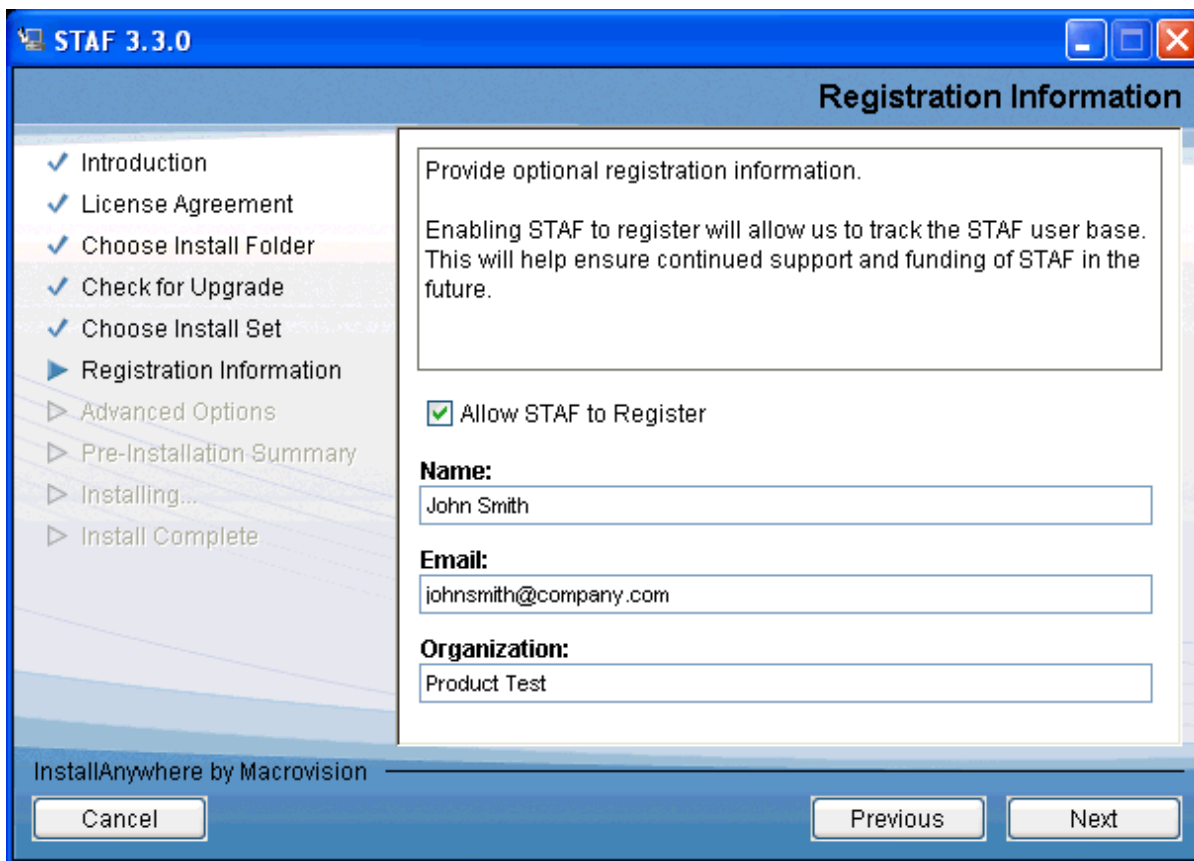 STAF 3.3.0
Registration Information
Introduction
License Agreement
Choose Install Folder
Check for Upgrade
Choose Install Set
Registration Information
Advanced Options
Pre-Installation Summary
Installing...
Install Complete
Provide optional registration information.
Enabling STAF to register will allow us to track the STAF user base.
This will help ensure continued support and funding of STAF in the
future.
Allow STAF to Register
Name:
John Smith
Email:
johnsmith@company.com
Organization:
Product Test
InstallAnywhere by Macrovision
Cancel
Previous
Next